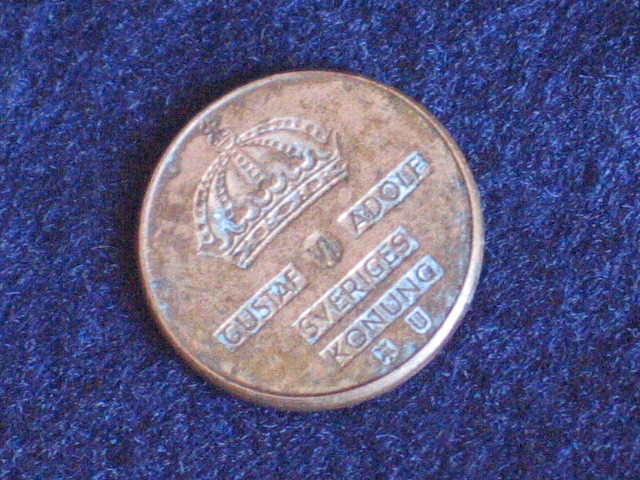 GUSTAF VI ADOLF
SVERIGES
KONUNG
U